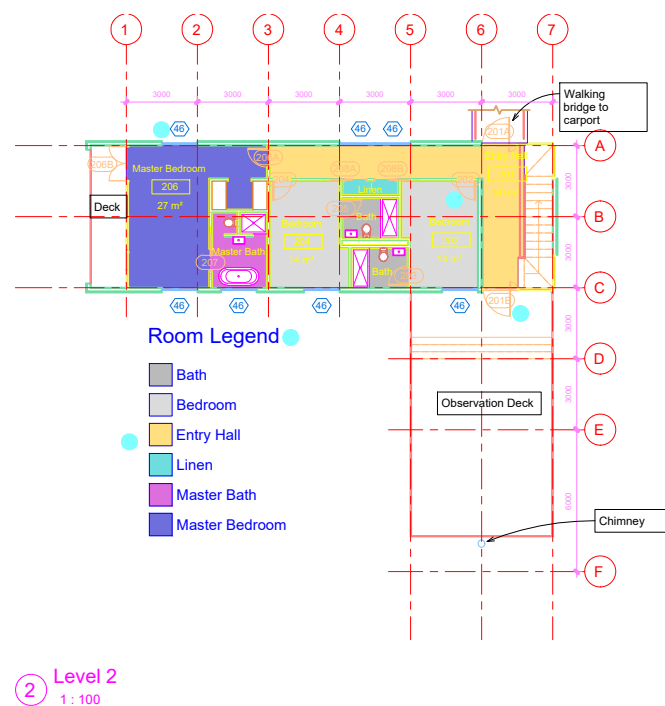 1 2 3 4 5 6 7
3000 3000 3000 3000 3000 3000
Walking
bridge to
carport
46 46 46
201A
A
206B
Master Bedroom
206
27 m²
Deck
Linen
3000
B
Bath
Bedroom
Bedroom
Master Bath
207
Bath
3000
C
46 46 46 46
201B
Room Legend
3000
Bath
D
Bedroom
3000
Observation Deck
Entry Hall
E
Linen
Master Bath
6000
Master Bedroom
Chimney
F
2 Level 2
1 : 100